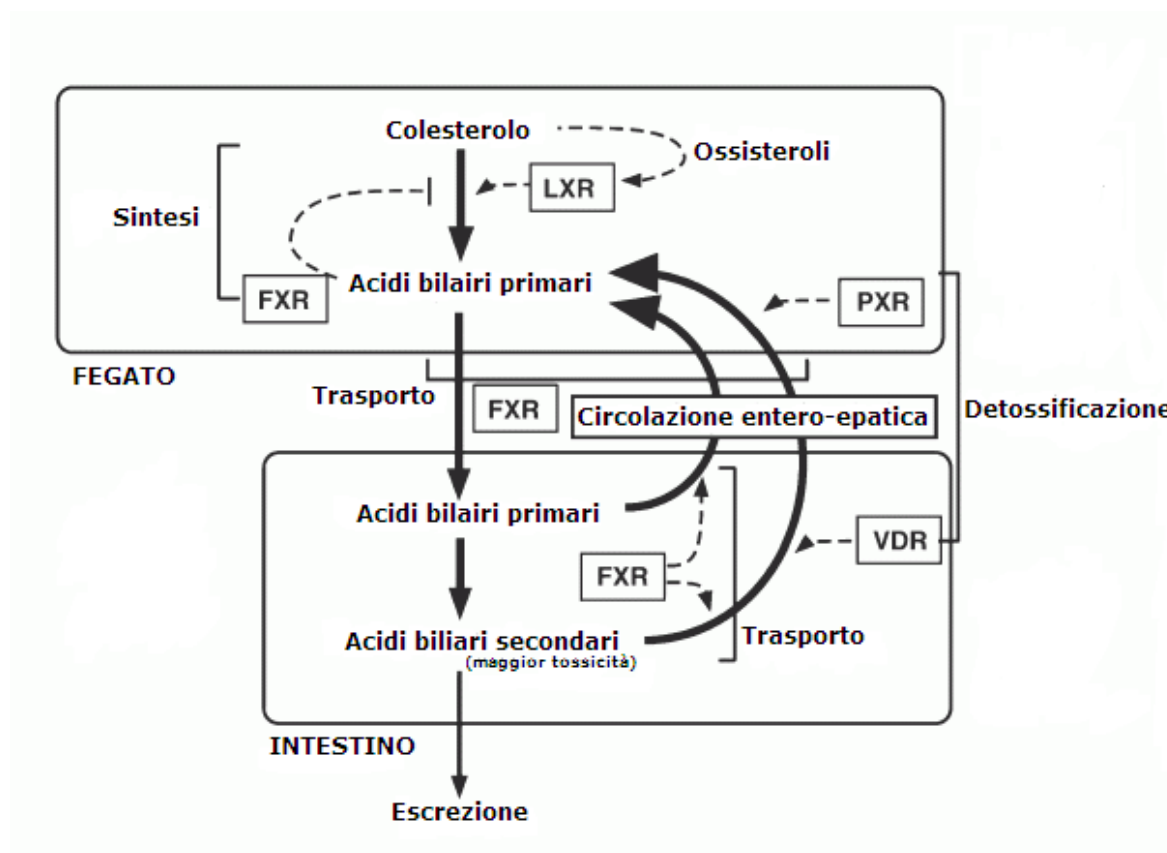 Colesterolo
Ossisteroli
LXR
Sintesi
Acidi bilairi primari
FXR
PXR
FEGATO
Trasporto
FXR
Circolazione entero-epatica
Detossificazione
Acidi bilairi primari
VDR
FXR
Acidi biliari secondari
(maggior tossicità)
Trasporto
INTESTINO
Escrezione